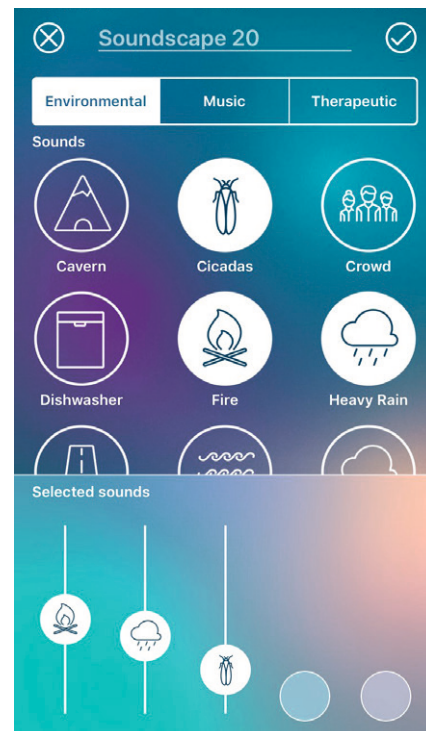 Soundscape 20
Environmental Music Therapeutic
Sounds
Cavern Cicadas Crowd
Dishwasher Fire Heavy Rain
Selected sounds